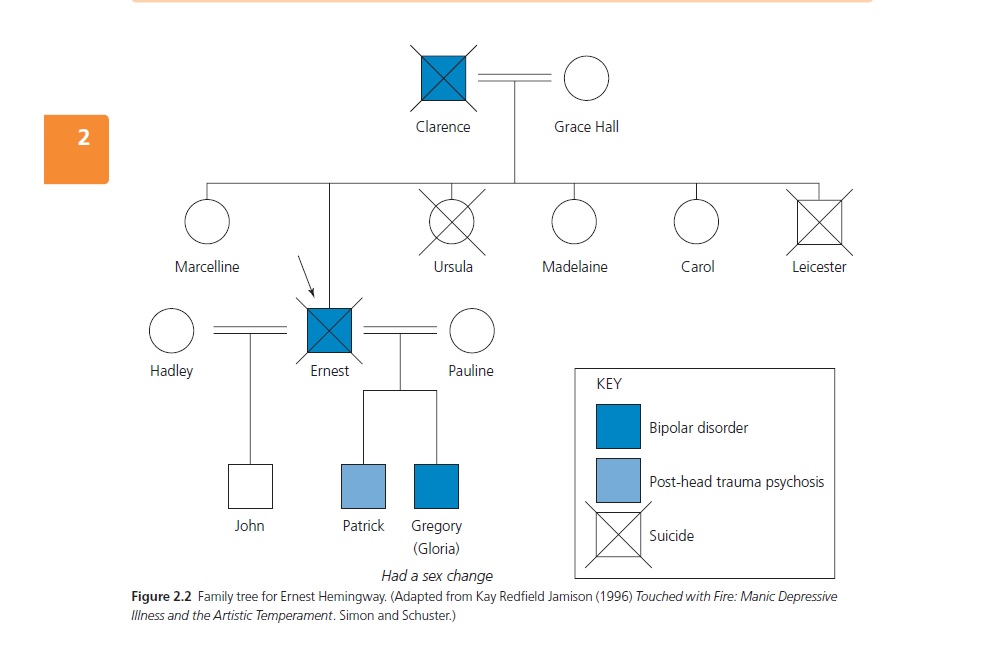 2
Clarence
Grace Hall
Marcelline
Ursula
Madelaine
Carol
Leicester
Hadley
Ernest
Pauline
John
Patrick
Gregory
(Gloria)
Had a sex change
KEY
Bipolar disorder
Post-head trauma psychosis
Suicide
Figure 2.2 Family tree for Ernest Hemingway. (Adapted from Kay Redfield Jamison (1996) Touched with Fire: Manic Depressive
Illness and the Artistic Temperament. Simon and Schuster.)